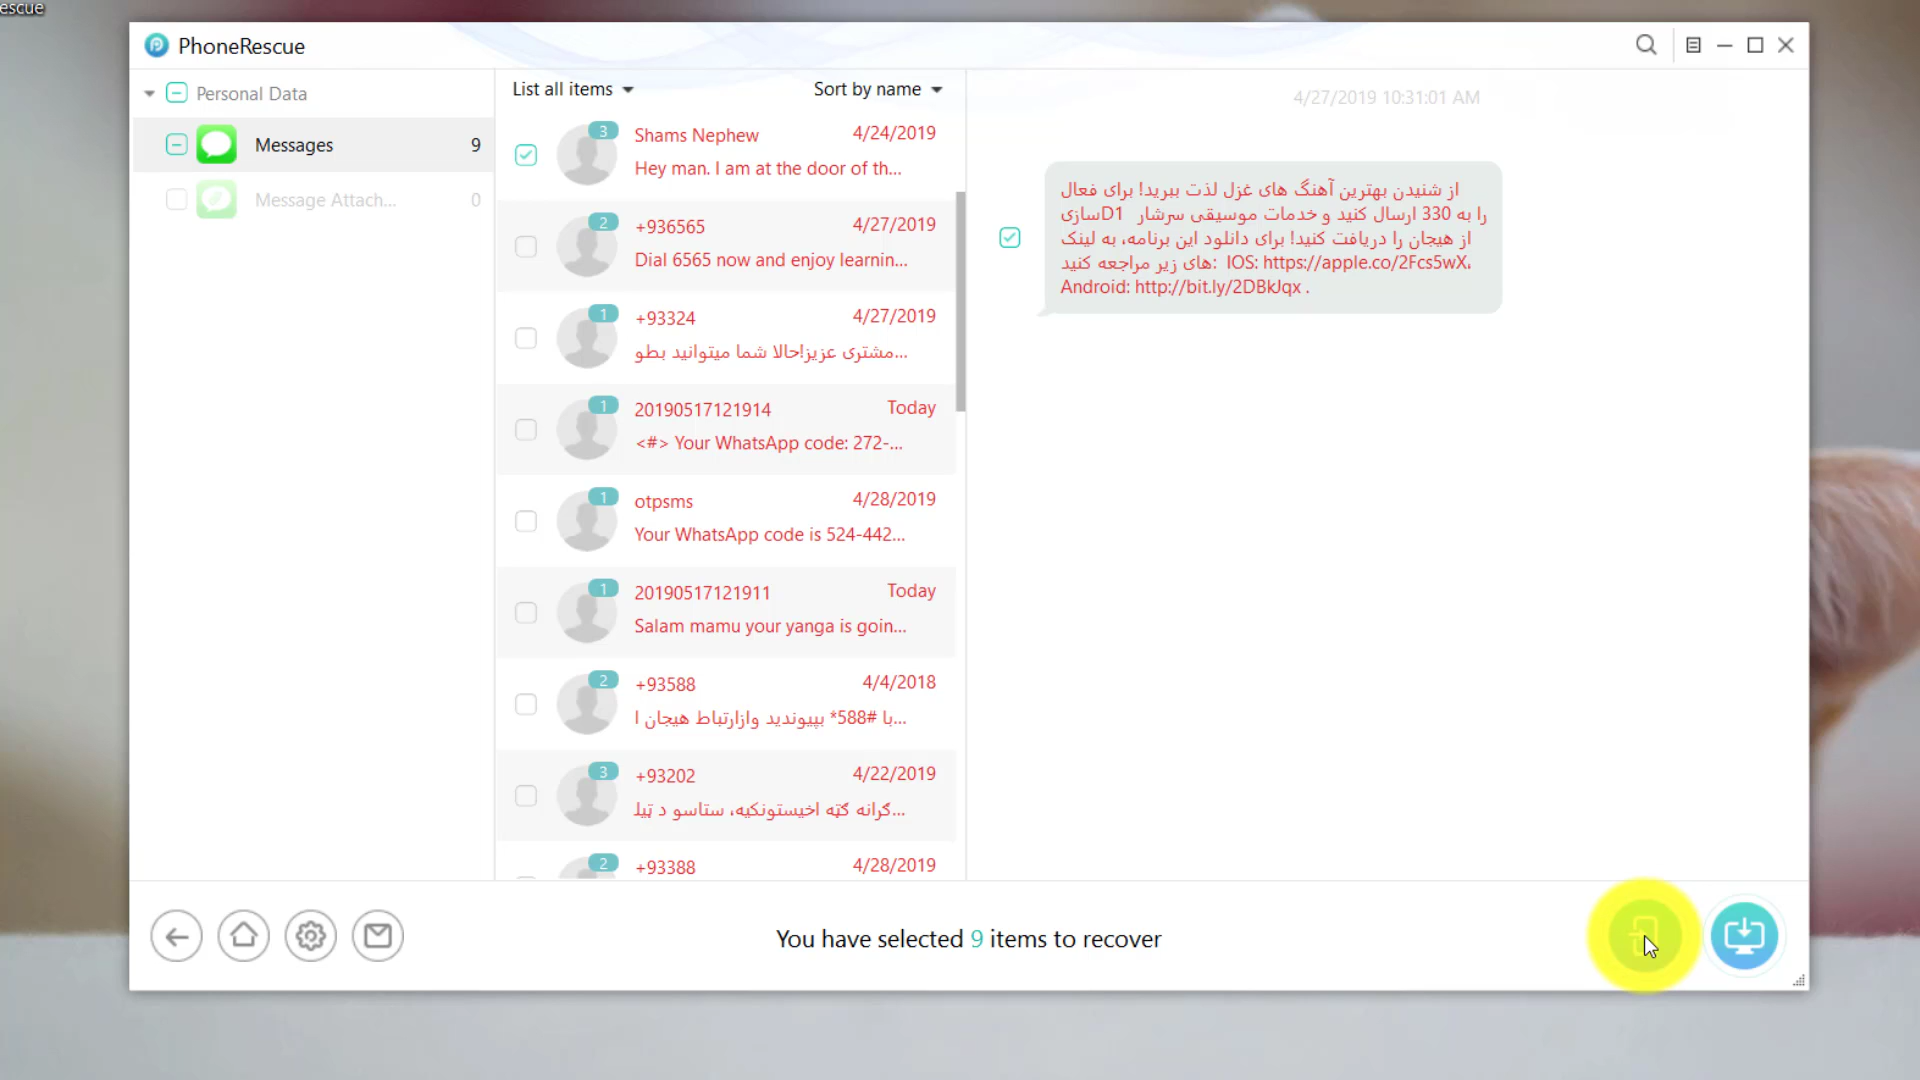 escue
PhoneRescue
Personal Data
Messages 9
Message Attach... 0
List all items
Sort by name
3
Shams Nephew 4/24/2019
Hey man. I am at the door of th...
2
+936565 4/27/2019
Dial 6565 now and enjoy learnin...
1
+93324 4/27/2019
مشتری عزیز!حالا شما میتوانید بطو...
1
20190517121914 Today
<#> Your WhatsApp code: 272-...
1
otpsms 4/28/2019
Your WhatsApp code is 524-442...
1
20190517121911 Today
Salam mamu your yanga is goin...
2
+93588 4/4/2018
با #588* بپیوندید وازارتباط هیجان ا...
3
+93202 4/22/2019
ګرانه ګټه اخیستونکیه، ستاسو د ټیل...
2
+93388 4/28/2019
4/27/2019 10:31:01 AM
از شنیدن بهترین آهنگ های غزل لذت ببرید! برای فعال
سازیD1 را به 330 ارسال کنید و خدمات موسیقی سرشار
از هیجان را دریافت کنید! برای دانلود این برنامه، به لینک
های زیر مراجعه کنید: IOS: https://apple.co/2Fcs5wX،
Android: http://bit.ly/2DBkJqx .
You have selected 9 items to recover